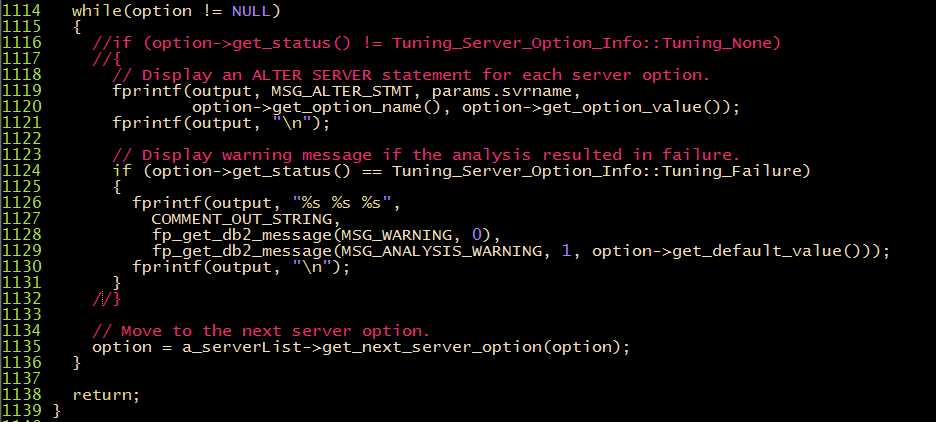 1114   while(option != NULL)
1115   {
1116     //if (option->get_status() != Tuning_Server_Option_Info::Tuning_None)
1117     //{
1118       // Display an ALTER SERVER statement for each server option.
1119       fprintf(output, MSG_ALTER_STMT, params.svrname,
1120               option->get_option_name(), option->get_option_value());
1121       fprintf(output, "\n");
1122
1123       // Display warning message if the analysis resulted in failure.
1124       if (option->get_status() == Tuning_Server_Option_Info::Tuning_Failure)
1125       {
1126         fprintf(output, "%s %s %s",
1127           COMMENT_OUT_STRING,
1128           fp_get_db2_message(MSG_WARNING, 0),
1129           fp_get_db2_message(MSG_ANALYSIS_WARNING, 1, option->get_default_value()));
1130         fprintf(output, "\n");
1131       }
1132     //}
1133
1134     // Move to the next server option.
1135     option = a_serverList->get_next_server_option(option);
1136   }
1137
1138   return;
1139 }